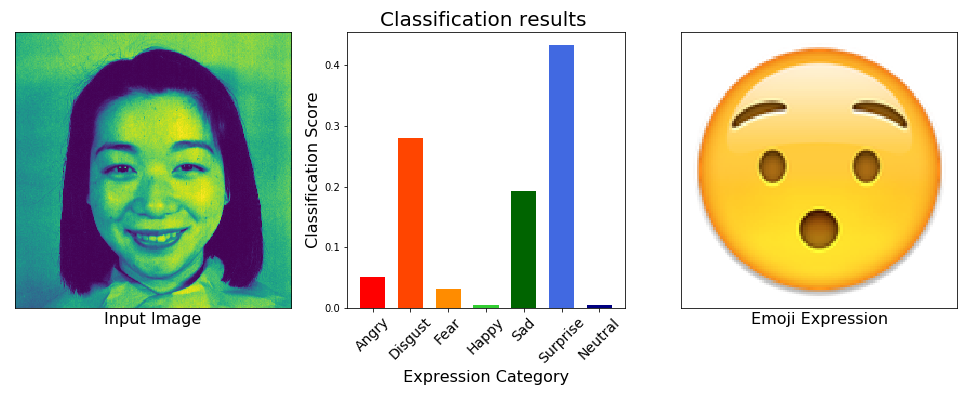 Classification results
Classification Score
0.4
0.3
0.2
0.1
0.0
Angry
Disgust
Fear
Happy
Sad
Surprise
Neutral
Input Image
Expression Category
Emoji Expression